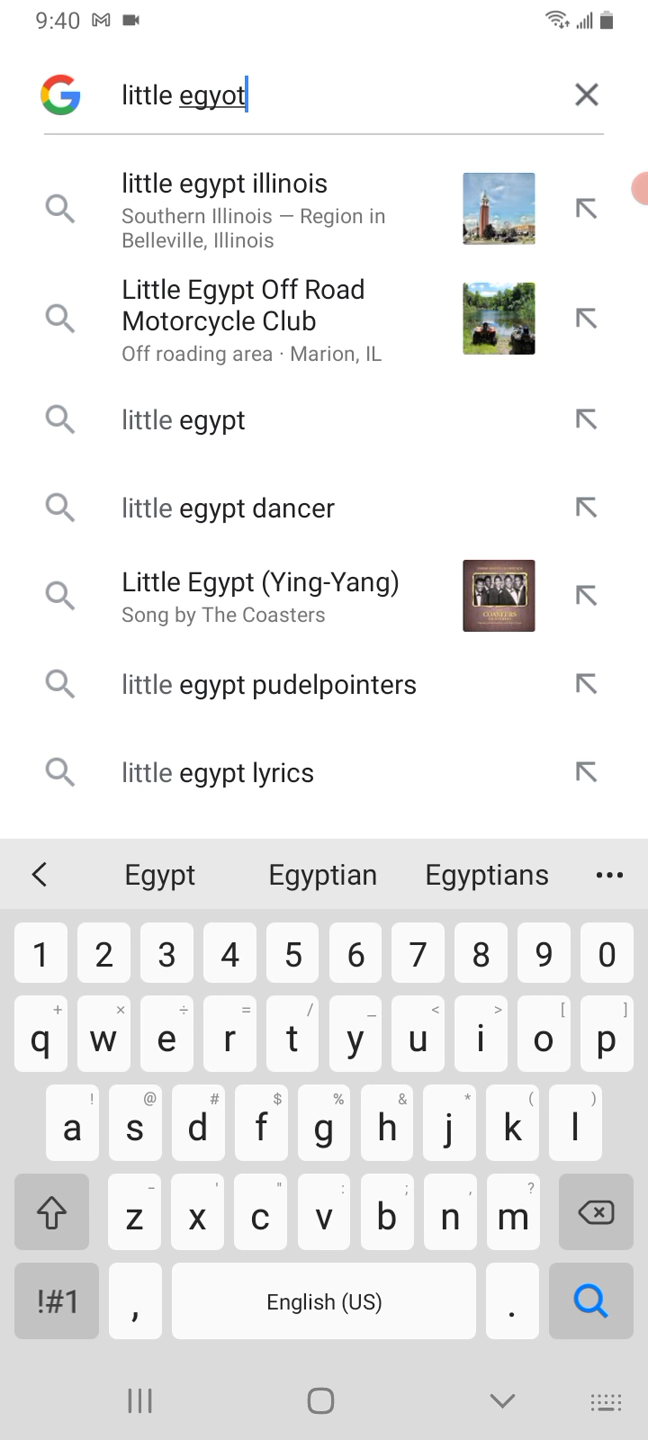 9:40
little egyot
little egypt illinois
Southern Illinois — Region in
Belleville, Illinois
Little Egypt Off Road
Motorcycle Club
Off roading area · Marion, IL
little egypt
little egypt dancer
Little Egypt (Ying-Yang)
Song by The Coasters
little egypt pudelpointers
little egypt lyrics
Egypt Egyptian Egyptians
1 2 3 4 5 6 7 8 9 0
+ × ÷ = / _ < > [ ]
q w e r t y u i o p
! @ # $ % & * ( )
a s d f g h j k l
- ' " : ; , ?
z x c v b n m
!#1 , English (US) .